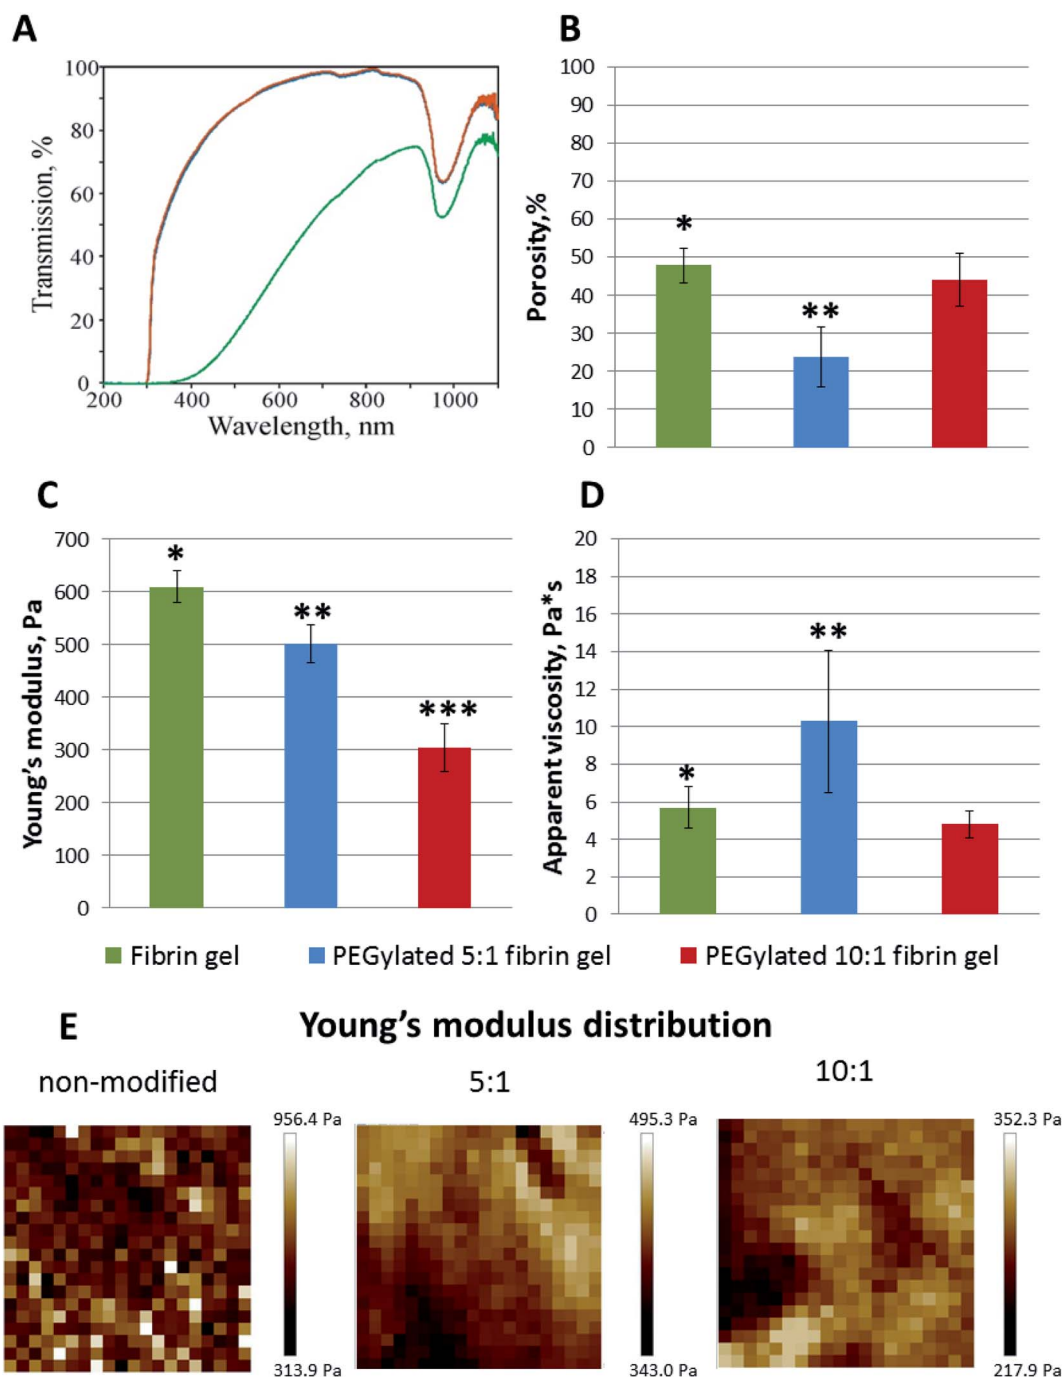 A
100
80
60
40
20
0
Transmission, %
200 400 600 800 1000
Wavelength, nm
B
100
90
80
70
60
50
40
30
20
10
0
Porosity,%
*
**
C
700
600
500
400
300
200
100
0
Young's modulus, Pa
*
**
***
D
20
18
16
14
12
10
8
6
4
2
0
Apparent viscosity, Pa*s
*
**
Fibrin gel PEGylated 5:1 fibrin gel PEGylated 10:1 fibrin gel
E Young's modulus distribution
non-modified 5:1 10:1
956.4 Pa 495.3 Pa 352.3 Pa
313.9 Pa 343.0 Pa 217.9 Pa